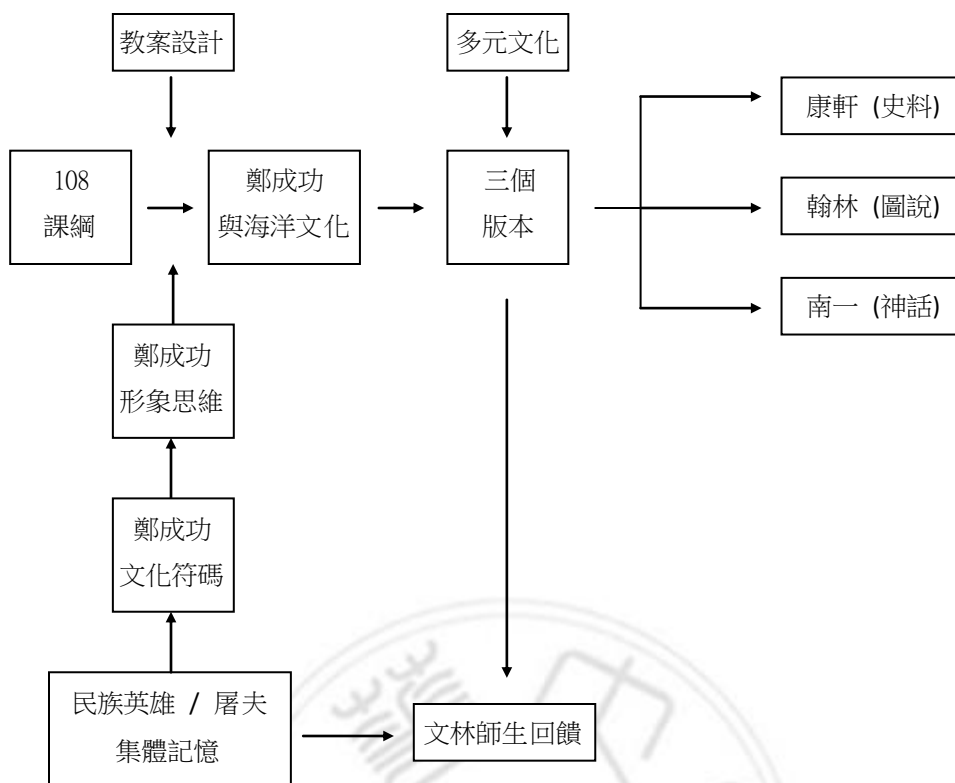 教案設計
多元文化
康軒 (史料)
108
課綱
鄭成功
與海洋文化
三個
版本
翰林 (圖說)
南一 (神話)
鄭成功
形象思維
鄭成功
文化符碼
民族英雄 / 屠夫
集體記憶
文林師生回饋